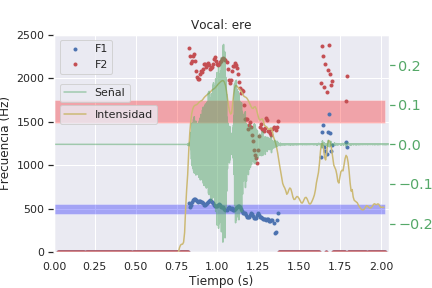 Vocal: ere
Frecuencia (Hz)
2500
2000
1500
1000
500
0
F1
F2
Señal
Intensidad
0.2
0.1
0.0
−0.1
−0.2
0.00 0.25 0.50 0.75 1.00 1.25 1.50 1.75 2.00
Tiempo (s)